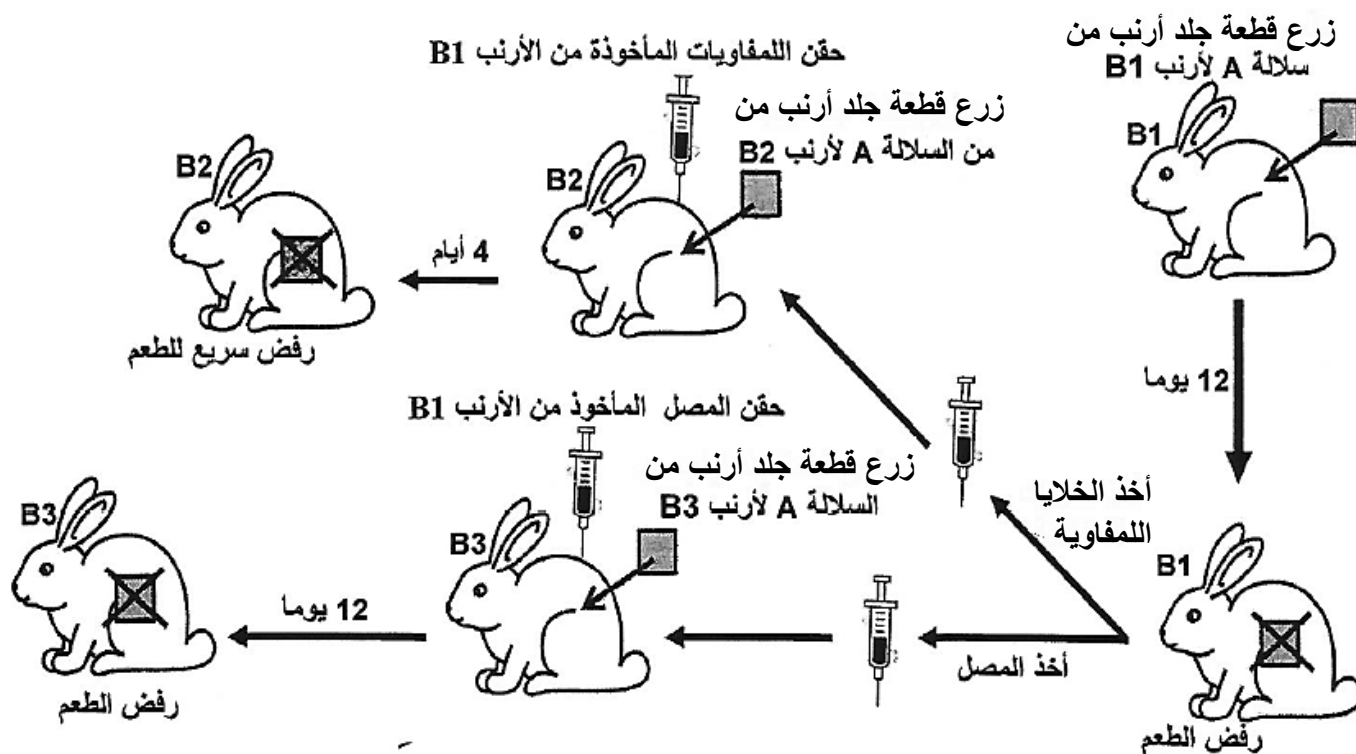 زرع قطعة جلد أرنب من
سلالة A لأرنب B1
B1
12 يوما
B1
رفض الطعم
أخذ الخلايا
اللمفاوية
أخذ المصل
حقن اللمفاويات المأخوذة من الأرنب B1
زرع قطعة جلد أرنب من
من السلالة A لأرنب B2
B2
4 أيام
B2
رفض سريع للطعم
حقن المصل المأخوذ من الأرنب B1
زرع قطعة جلد أرنب من
السلالة A لأرنب B3
B3
12 يوما
B3
رفض الطعم